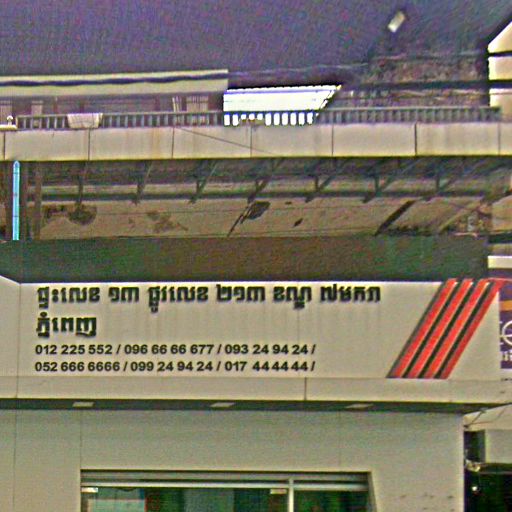 ផ្ទះលេខ ១៣ ផ្លូវលេខ ២១៣ ខណ្ឌ ៧មករា
ភ្នំពេញ
012 225 552 / 096 66 66 677 / 093 24 94 24 /
052 666 6666 / 099 24 94 24 / 017 44 44 44 /